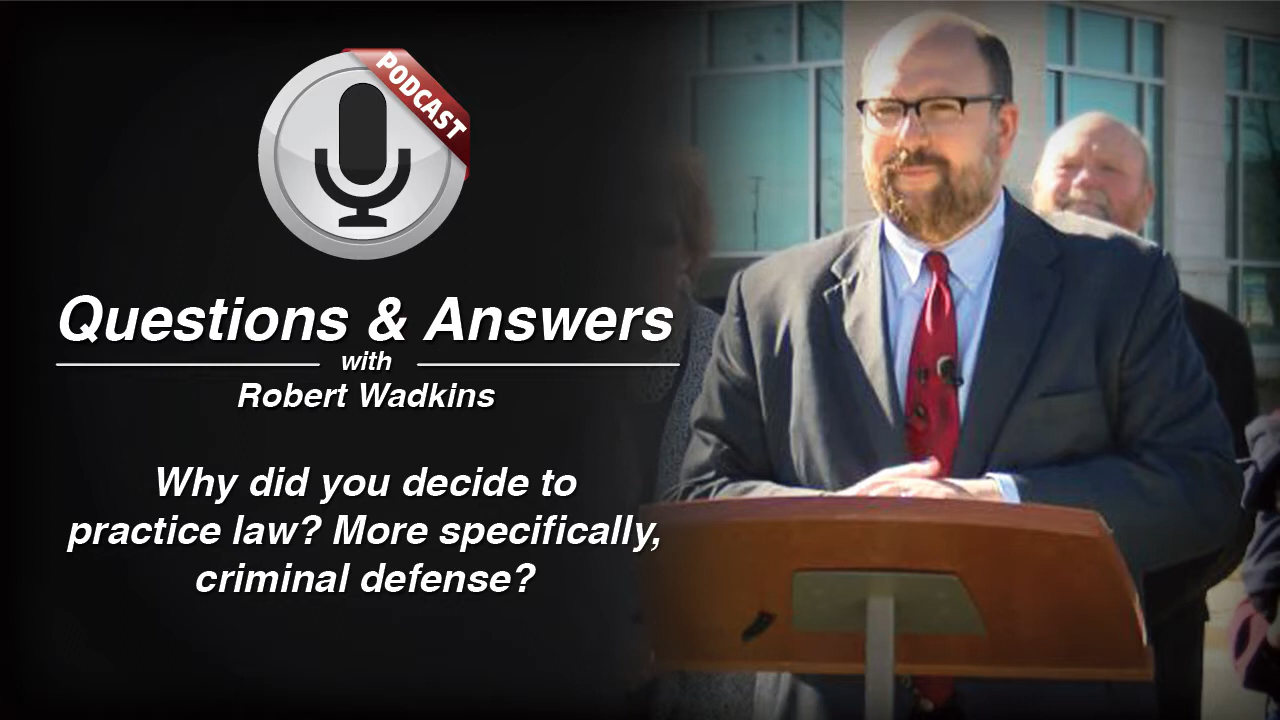 PODCAST
Questions & Answers
with
Robert Wadkins
Why did you decide to
practice law? More specifically,
criminal defense?